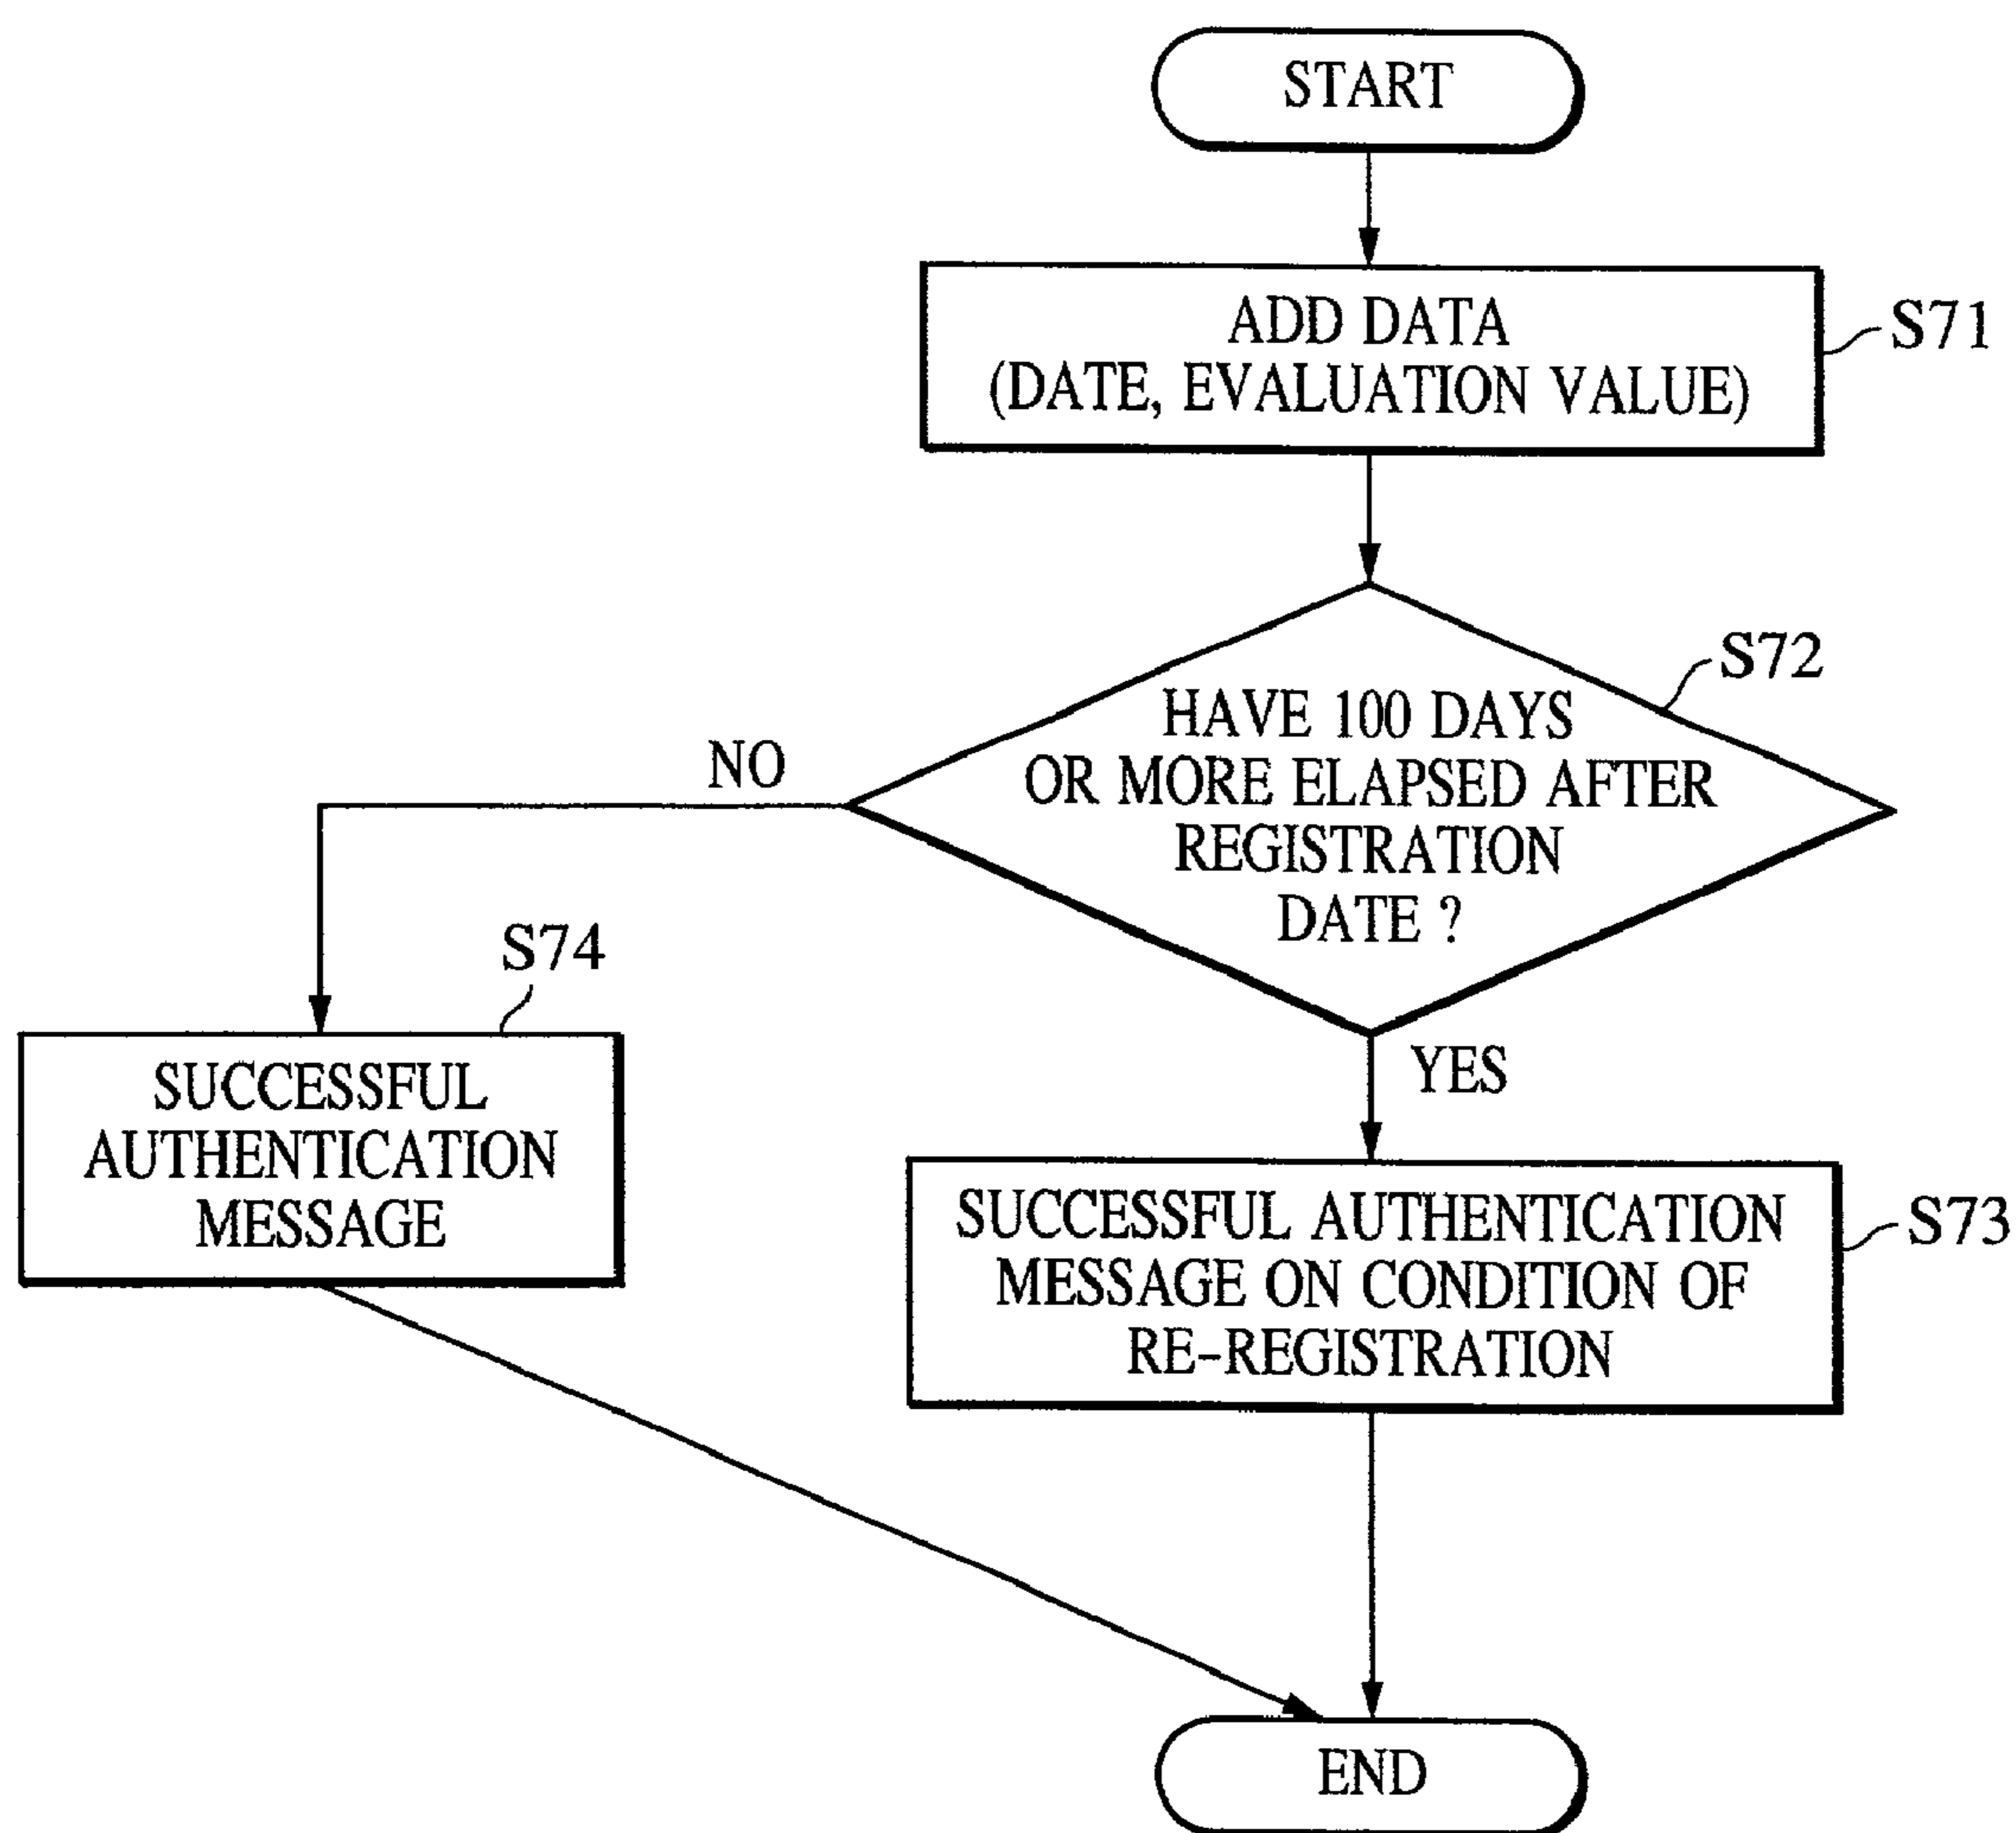 START
ADD DATA
(DATE, EVALUATION VALUE)
S71
S72
HAVE 100 DAYS
OR MORE ELAPSED AFTER
REGISTRATION
DATE ?
NO
YES
S74
SUCCESSFUL
AUTHENTICATION
MESSAGE
SUCCESSFUL AUTHENTICATION
MESSAGE ON CONDITION OF
RE-REGISTRATION
S73
END